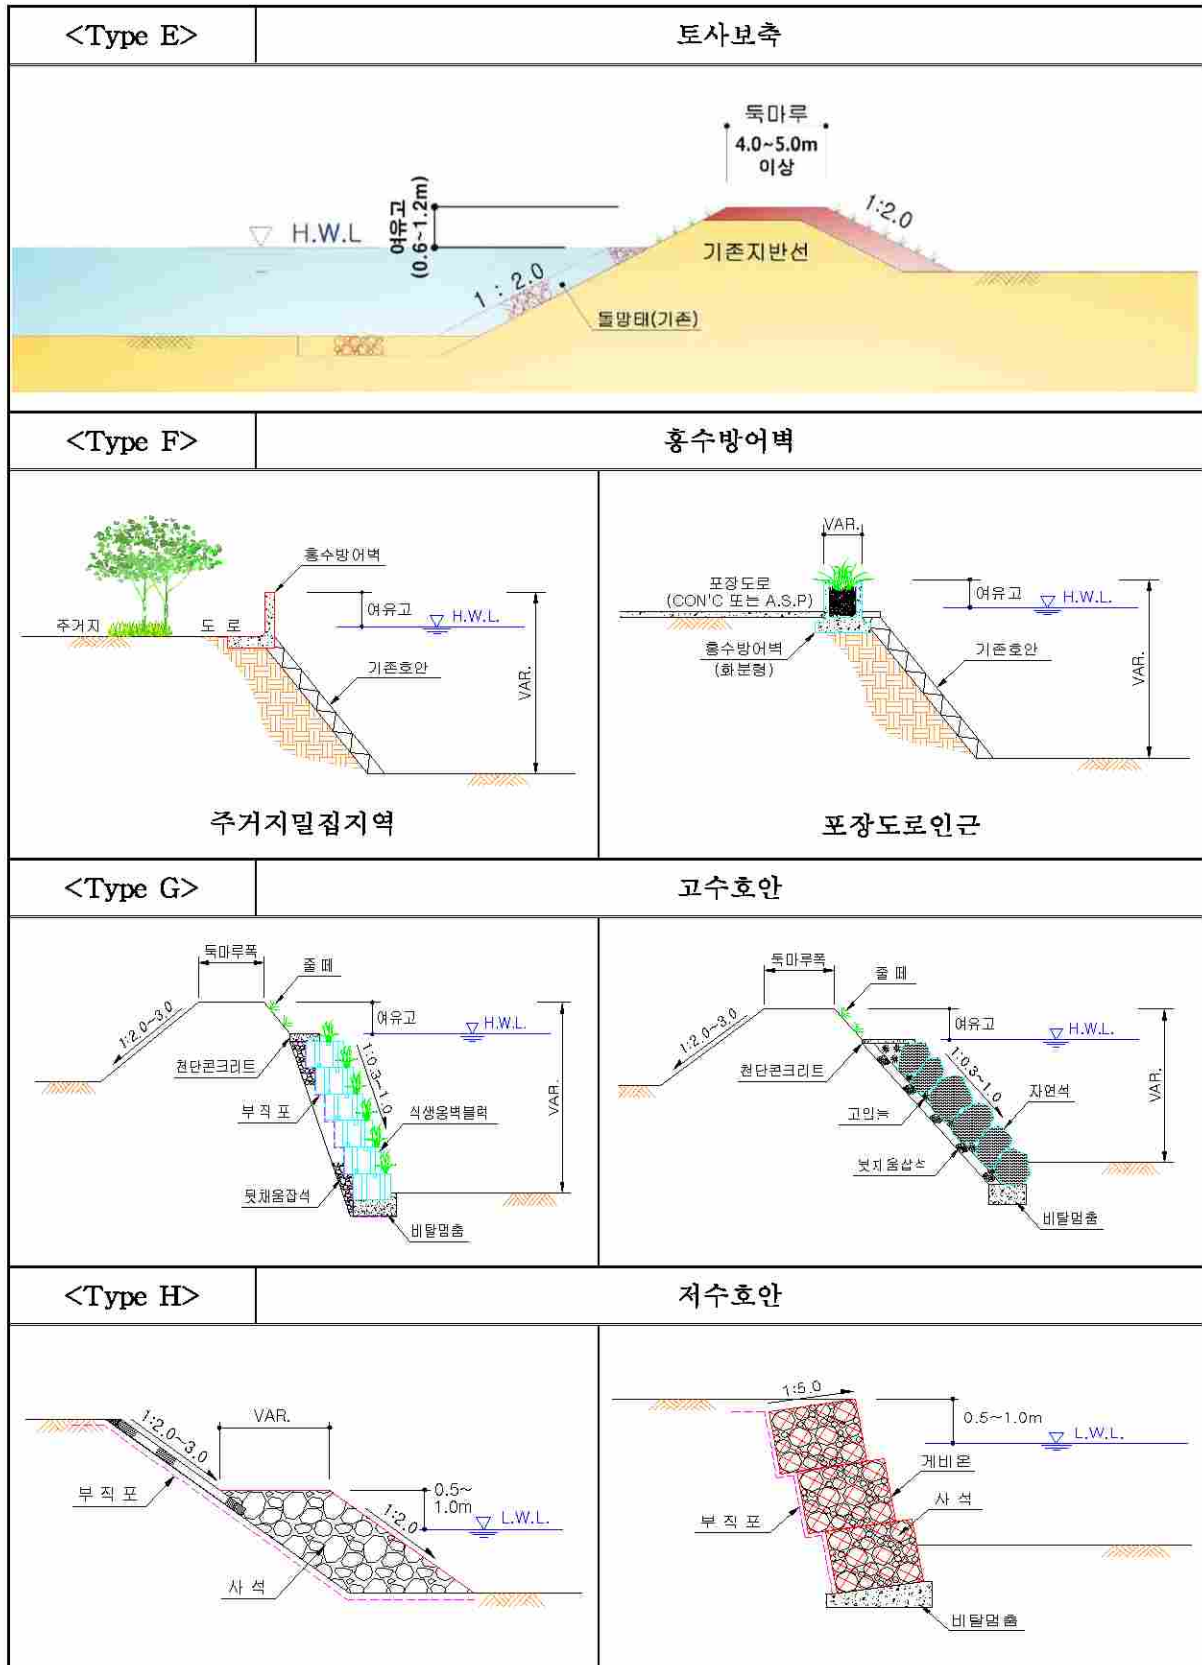 <Type E>
토사보축
둑마루
4.0~5.0m
이상
여유고
(0.6~1.2m)
H.W.L
1:2.0
기존지반선
1 : 2.0
돌망태(기존)
<Type F>
홍수방어벽
홍수방어벽
여유고
H.W.L.
주거지
도 로
기존호안
VAR.
주거지밀집지역
VAR.
포장도로
(CON'C 또는 A.S.P)
여유고
H.W.L.
홍수방어벽
(화분형)
기존호안
VAR.
포장도로인근
<Type G>
고수호안
둑마루폭
줄 떼
1:2.0~3.0
여유고
H.W.L.
천단콘크리트
1:0.3~1.0
VAR.
부 직 포
식생옹벽블럭
뒷채움잡석
비탈멈춤
둑마루폭
줄 떼
1:2.0~3.0
여유고
H.W.L.
천단콘크리트
1:0.3~1.0
자연석
VAR.
고임돌
뒷채움잡석
비탈멈춤
<Type H>
저수호안
1:2.0~3.0
VAR.
부 직 포
0.5~
1.0m
1:2.0
L.W.L.
사 석
1:5.0
0.5~1.0m
L.W.L.
게비온
사 석
부 직 포
비탈멈춤